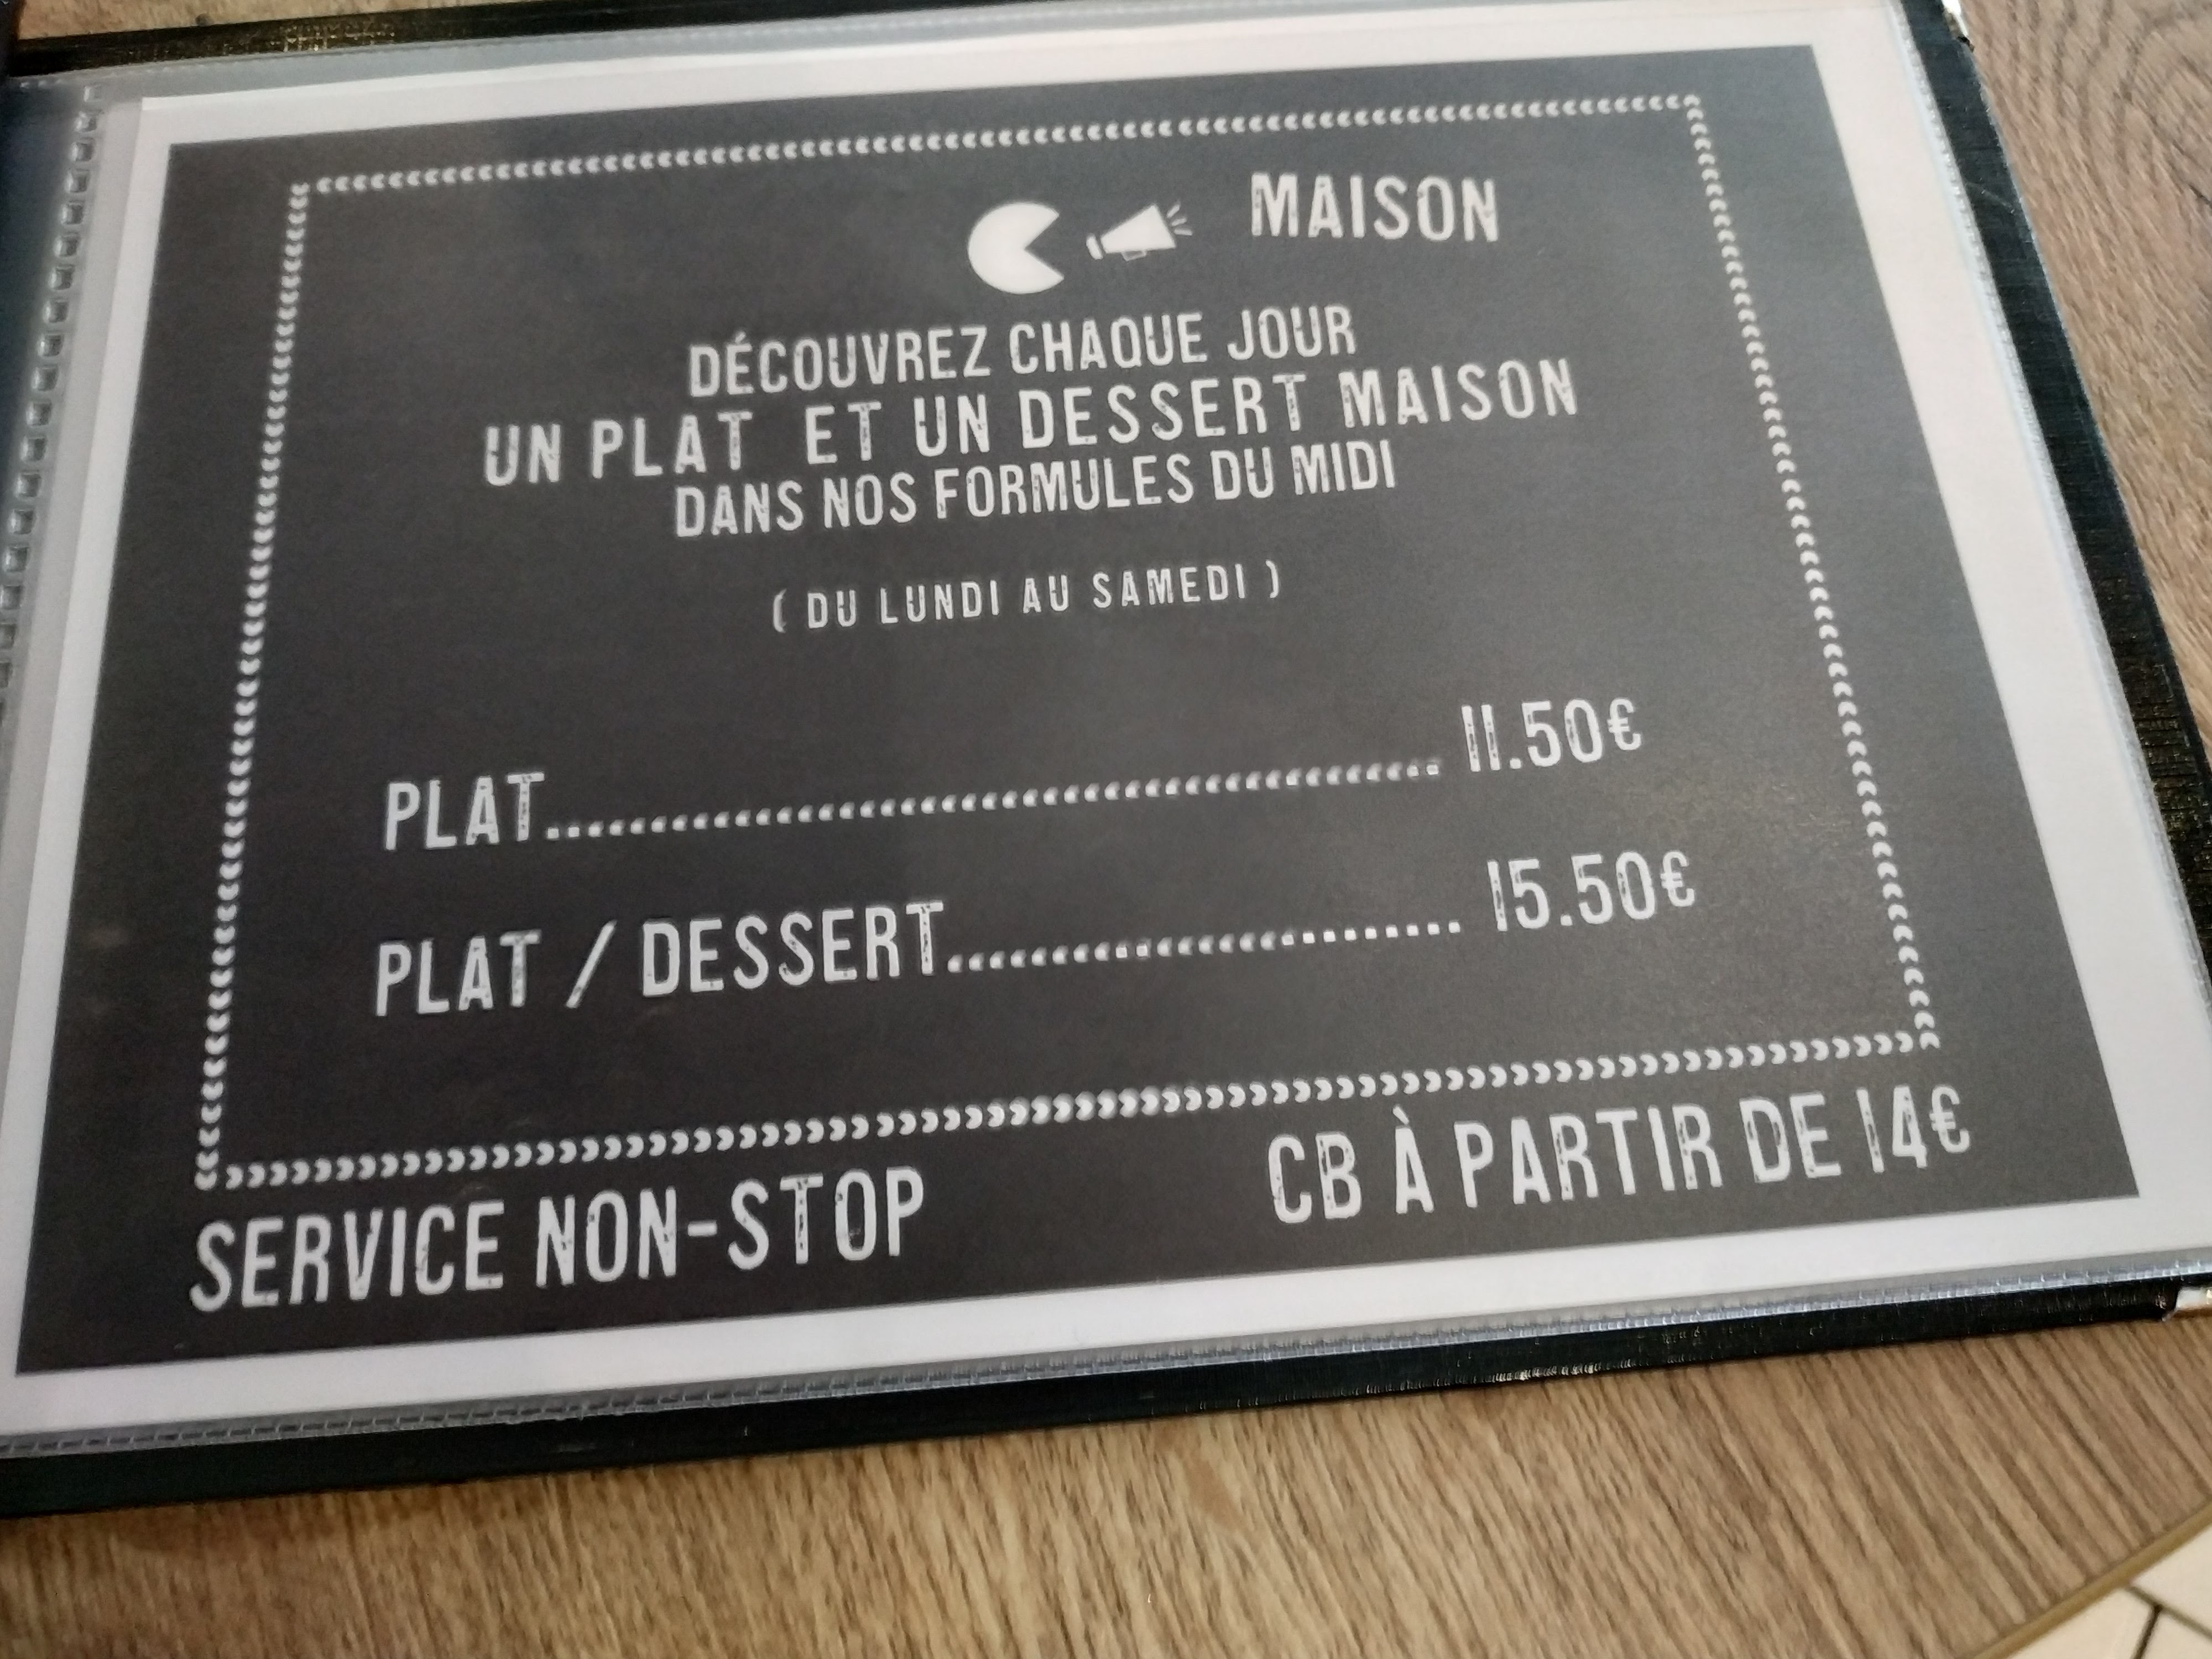 MAISON
DÉCOUVREZ CHAQUE JOUR
UN PLAT ET UN DESSERT MAISON
DANS NOS FORMULES DU MIDI
( DU LUNDI AU SAMEDI )
PLAT.......................................... 11.50€
PLAT / DESSERT......................... 15.50€
SERVICE NON-STOP
CB À PARTIR DE 14€